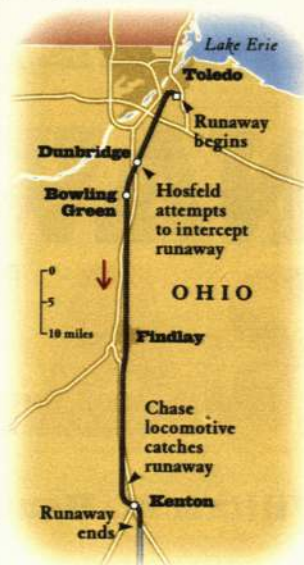 Lake Erie
Toledo
Runaway
begins
Dunbridge
Bowling
Green
Hosfeld
attempts
to intercept
runaway
0
5
10 miles
OHIO
Findlay
Chase
locomotive
catches
runaway
Kenton
Runaway
ends